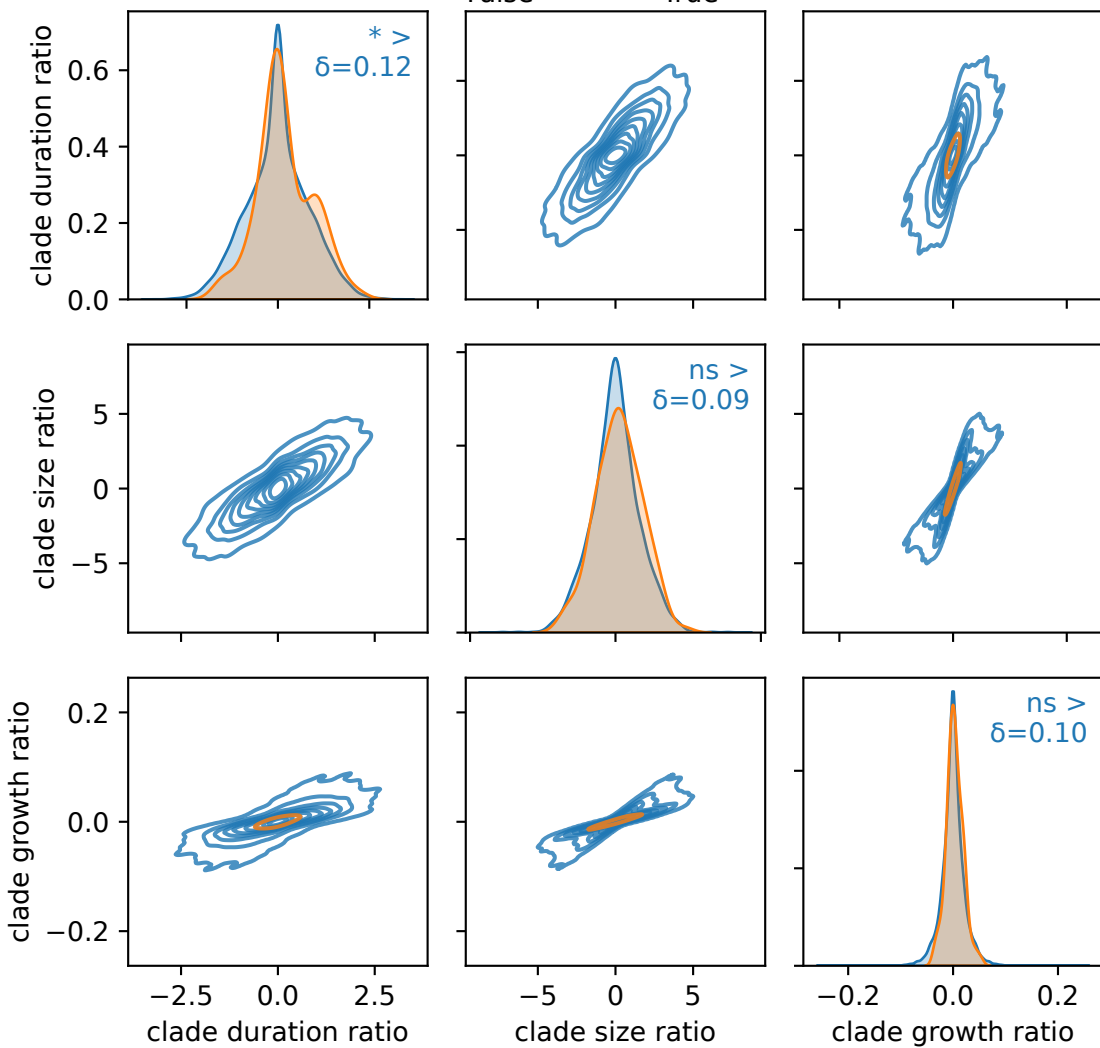 * >
δ=0.12
clade duration ratio
0.6
0.4
0.2
0.0
ns >
δ=0.09
clade size ratio
5
0
−5
ns >
δ=0.10
clade growth ratio
0.2
0.0
−0.2
−2.5 0.0 2.5
−5 0 5
−0.2 0.0 0.2
clade duration ratio
clade size ratio
clade growth ratio